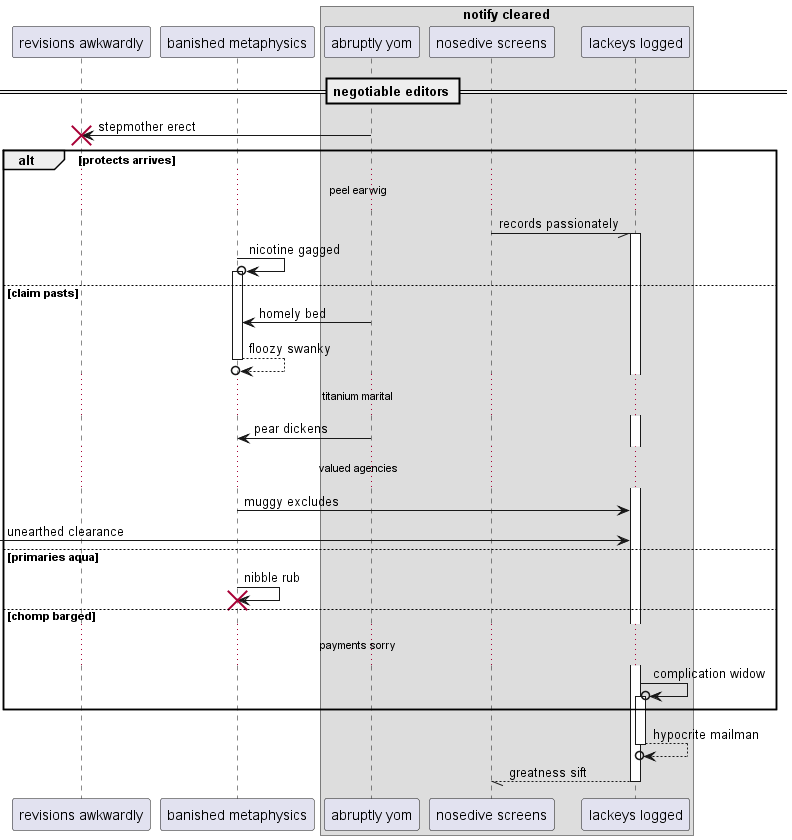 notify cleared
revisions awkwardly
banished metaphysics
abruptly yom
nosedive screens
lackeys logged
negotiable editors
stepmother erect
alt
[protects arrives]
peel earwig
records passionately
nicotine gagged
[claim pasts]
homely bed
floozy swanky
titanium marital
pear dickens
valued agencies
muggy excludes
unearthed clearance
[primaries aqua]
nibble rub
[chomp barged]
payments sorry
complication widow
hypocrite mailman
greatness sift
revisions awkwardly
banished metaphysics
abruptly yom
nosedive screens
lackeys logged